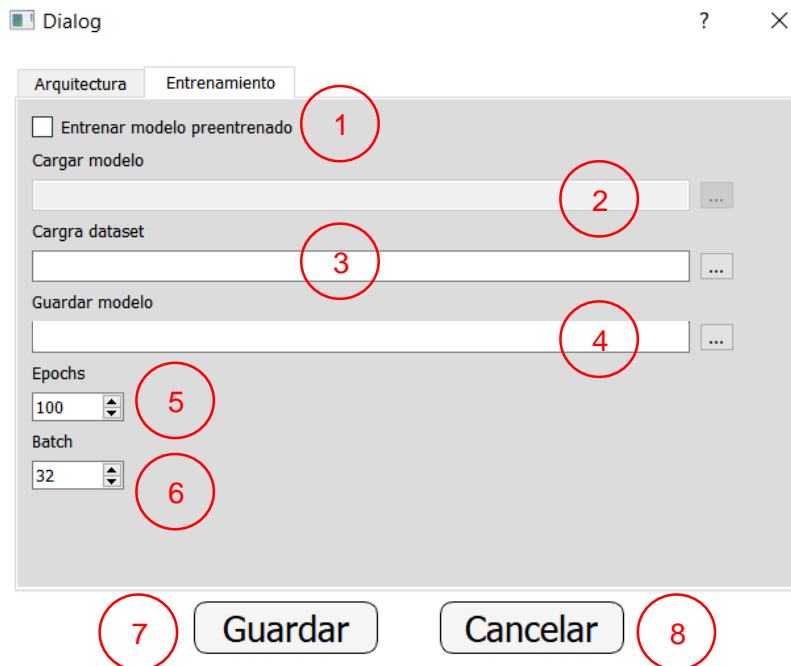 Dialog ?
Arquitectura Entrenamiento
Entrenar modelo preentrenado 1
Cargar modelo
2 ...
Cargra dataset
3 ...
Guardar modelo
4 ...
Epochs
100 5
Batch
32 6
7 Guardar Cancelar 8